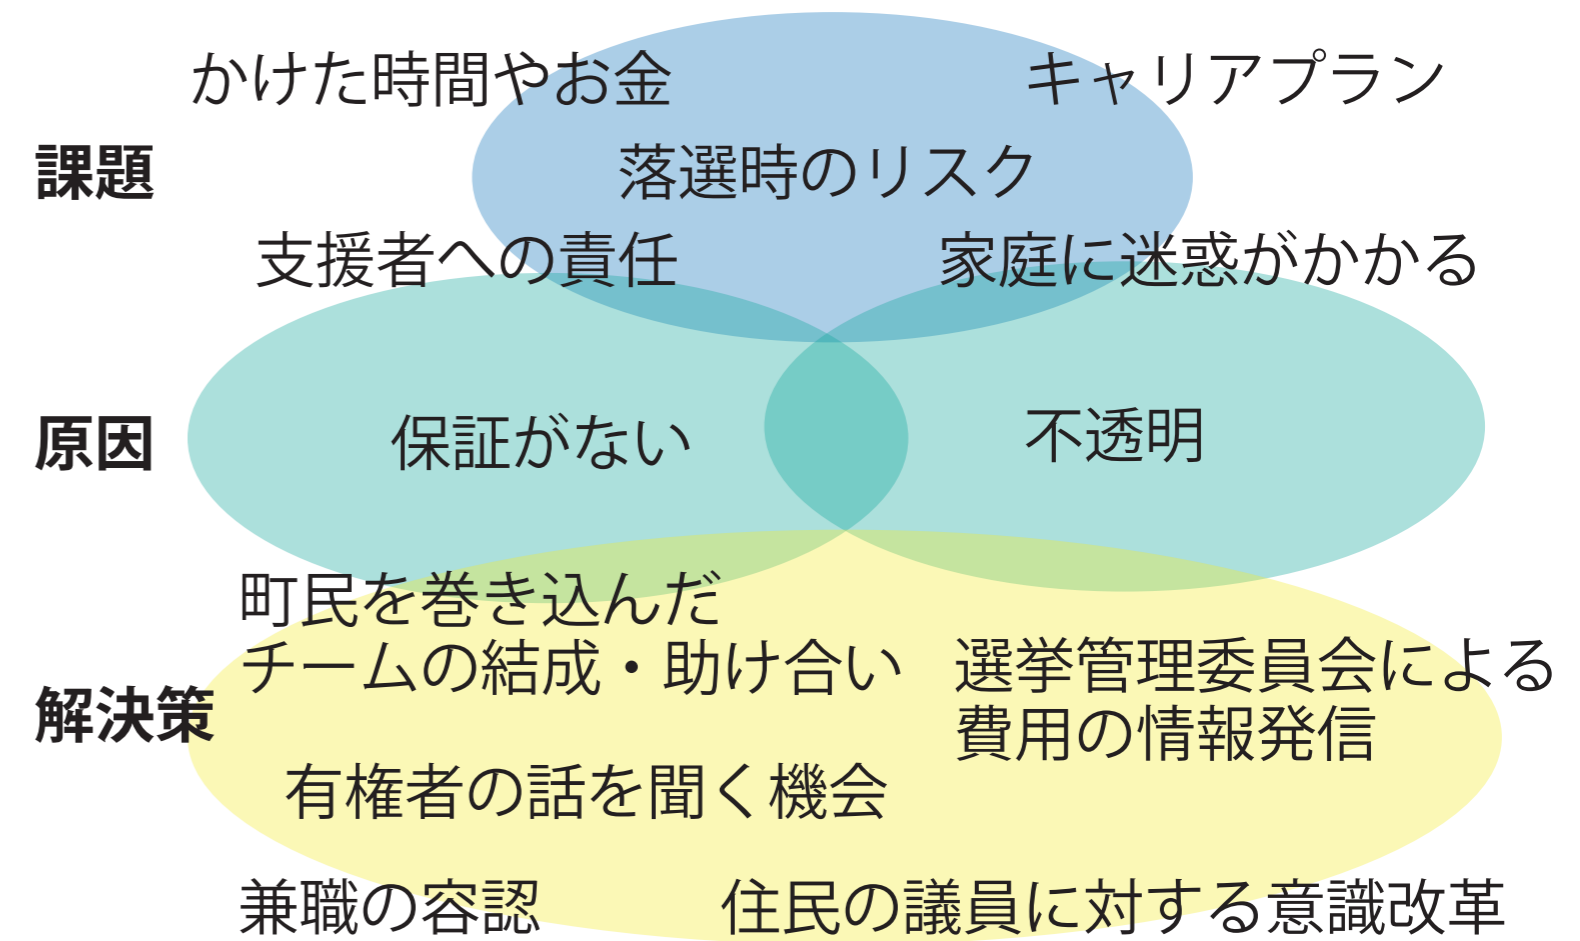 かけた時間やお金
キャリアプラン
課題
落選時のリスク
支援者への責任
家庭に迷惑がかかる
原因
保証がない
不透明
町民を巻き込んだ
チームの結成・助け合い
選挙管理委員会による
費用の情報発信
解決策
有権者の話を聞く機会
兼職の容認
住民の議員に対する意識改革